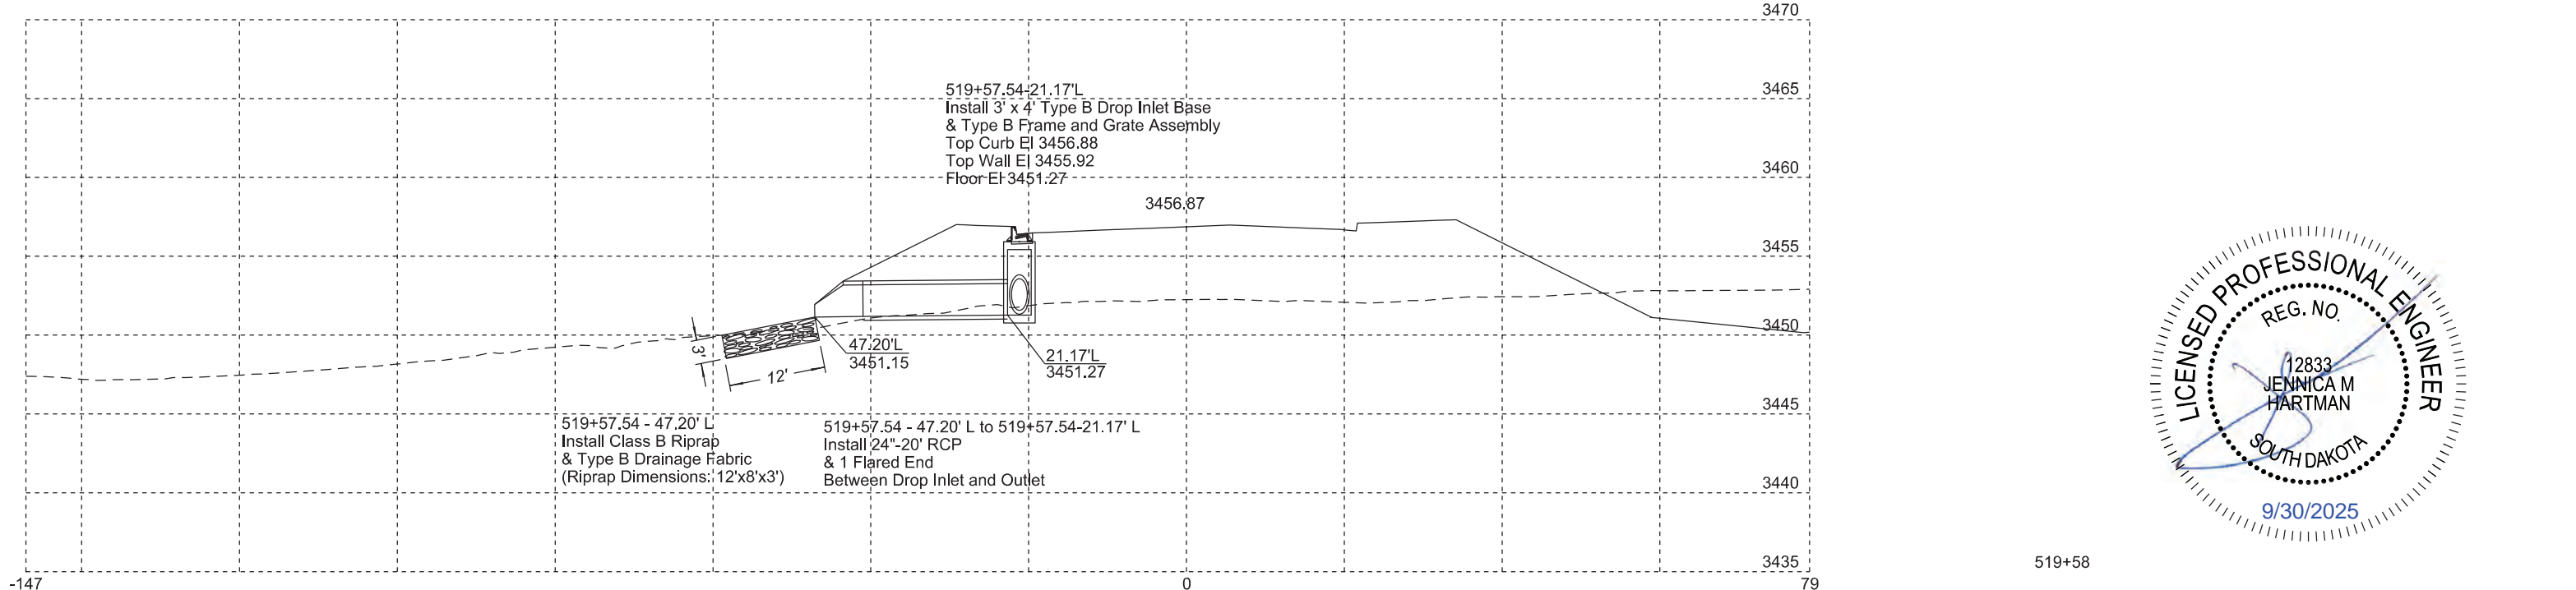 3470
3465
3460
3455
3450
3445
3440
3435
519+57.54-21.17'L
Install 3' x 4' Type B Drop Inlet Base
& Type B Frame and Grate Assembly
Top Curb El 3456.88
Top Wall El 3455.92
Floor El 3451.27
3456.87
3'
12'
47.20'L
3451.15
21.17'L
3451.27
519+57.54 - 47.20' L
Install Class B Riprap
& Type B Drainage Fabric
(Riprap Dimensions: 12'x8'x3')
519+57.54 - 47.20' L to 519+57.54-21.17' L
Install 24"-20' RCP
& 1 Flared End
Between Drop Inlet and Outlet
-147
0
79
519+58
LICENSED PROFESSIONAL ENGINEER
REG. NO.
12833
JENNICA M
HARTMAN
SOUTH DAKOTA
9/30/2025